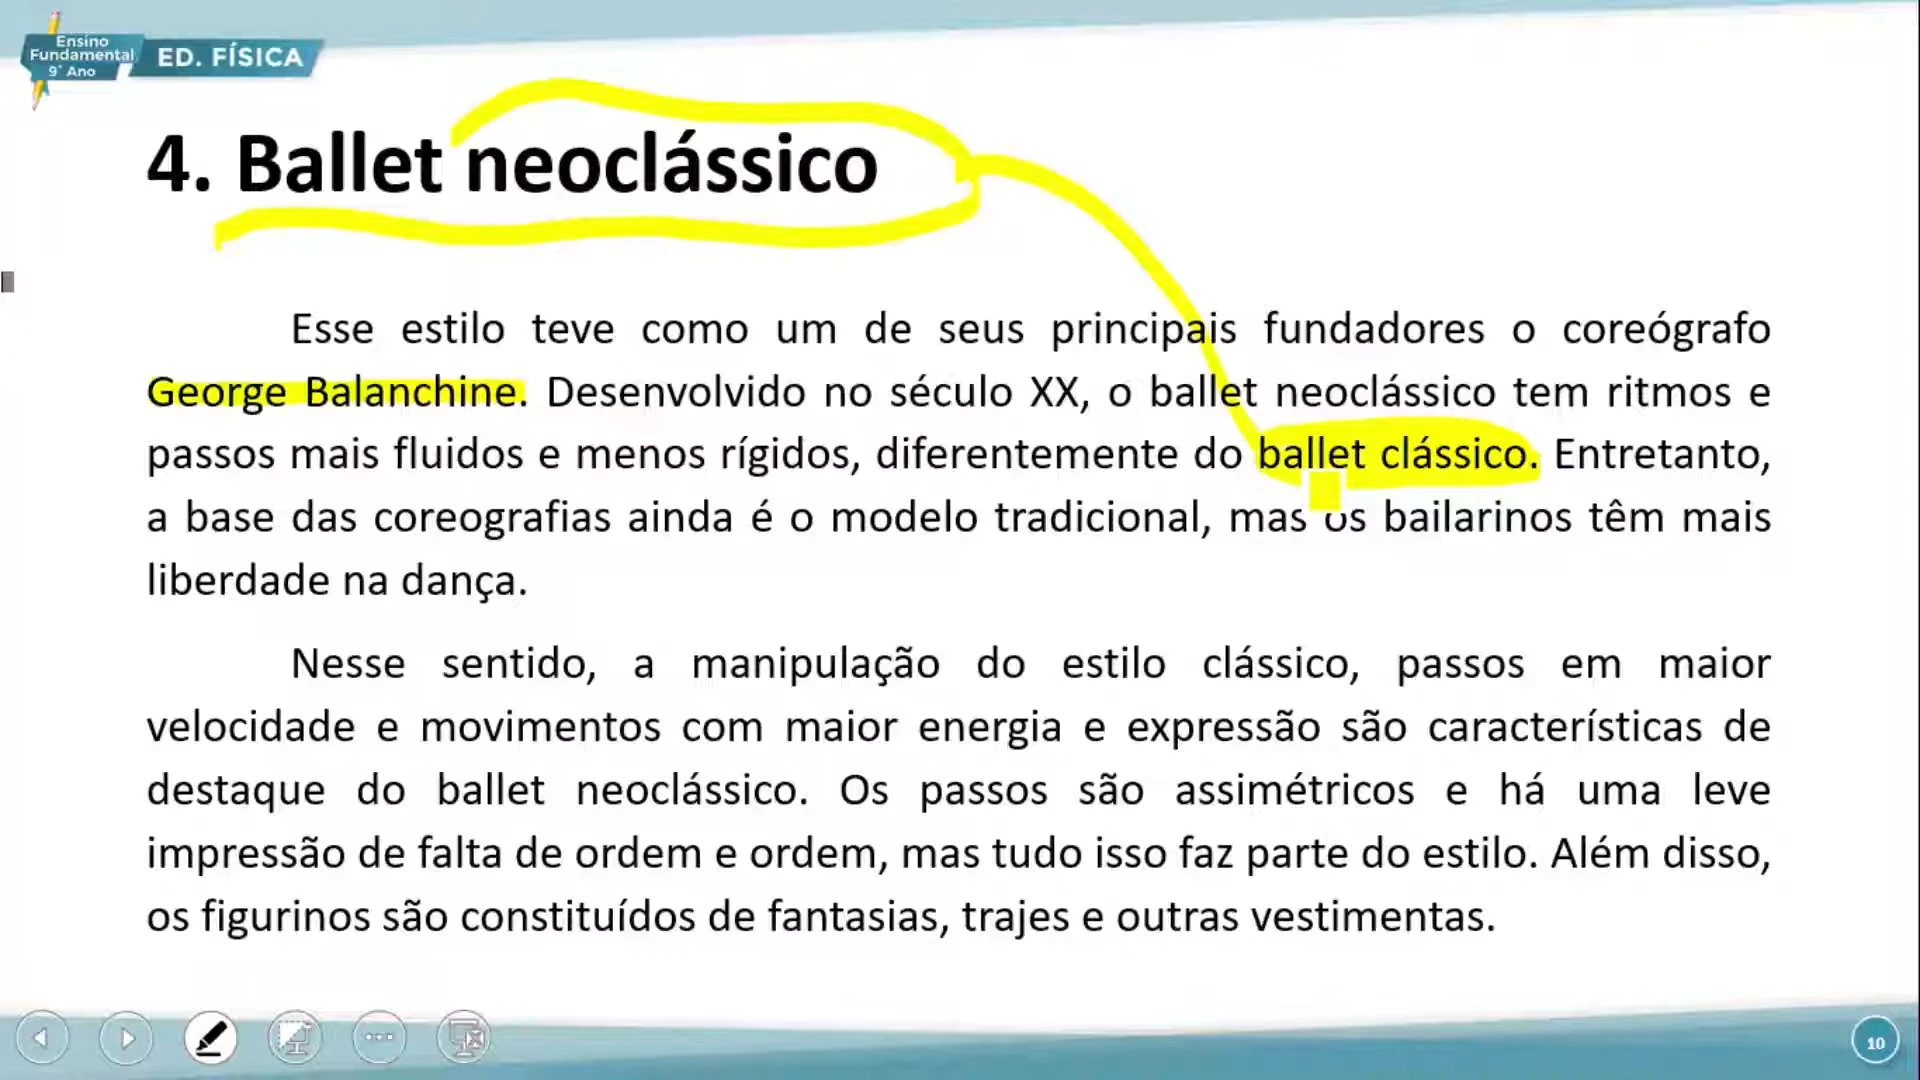 Ensino
Fundamental
9° Ano
ED. FÍSICA
4. Ballet neoclássico
Esse estilo teve como um de seus principais fundadores o coreógrafo
George Balanchine. Desenvolvido no século XX, o ballet neoclássico tem ritmos e
passos mais fluidos e menos rígidos, diferentemente do ballet clássico. Entretanto,
a base das coreografias ainda é o modelo tradicional, mas os bailarinos têm mais
liberdade na dança.
Nesse sentido, a manipulação do estilo clássico, passos em maior
velocidade e movimentos com maior energia e expressão são características de
destaque do ballet neoclássico. Os passos são assimétricos e há uma leve
impressão de falta de ordem e ordem, mas tudo isso faz parte do estilo. Além disso,
os figurinos são constituídos de fantasias, trajes e outras vestimentas.
10